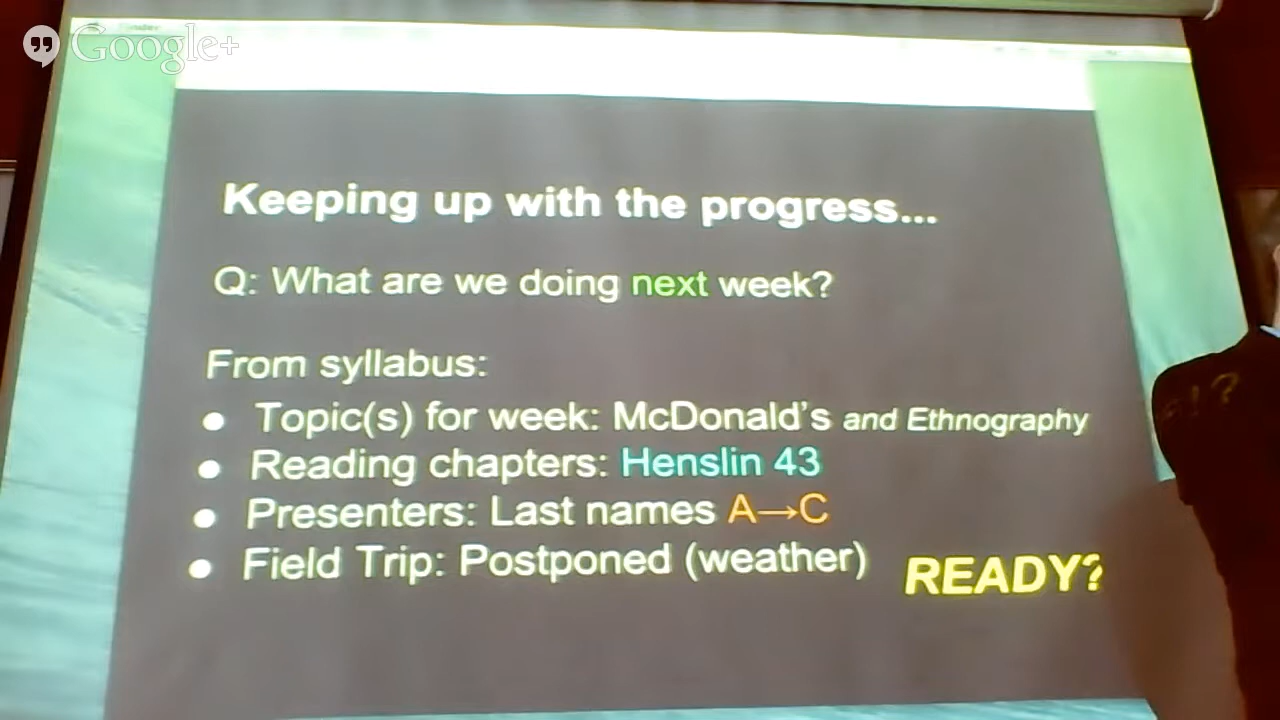 Google+
Keeping up with the progress...
Q: What are we doing next week?
From syllabus:
● Topic(s) for week: McDonald's and Ethnography
● Reading chapters: Henslin 43
● Presenters: Last names A→C
● Field Trip: Postponed (weather)
READY?